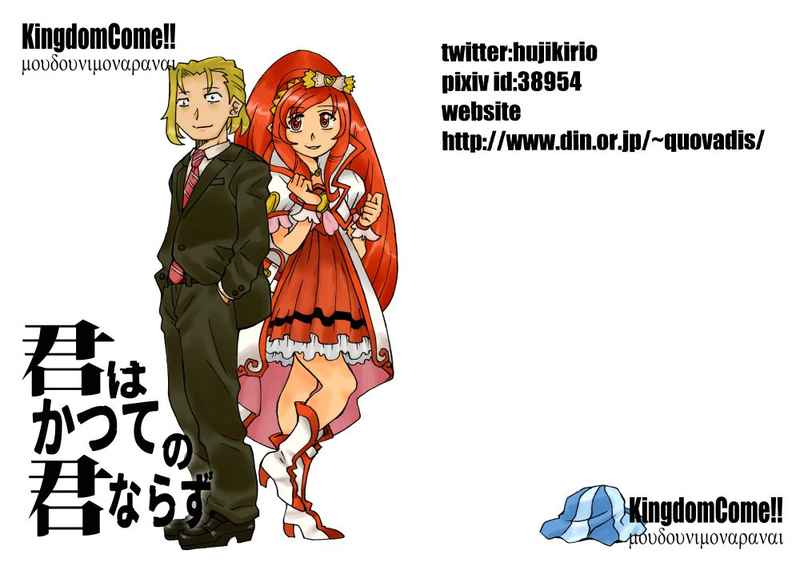 KingdomCome!!
μουδουνιμοναραναι
君は
かつての
君ならず
twitter:hujikirio
pixiv id:38954
website
http://www.din.or.jp/~quovadis/
KingdomCome!!
μουδουνιμοναραναι